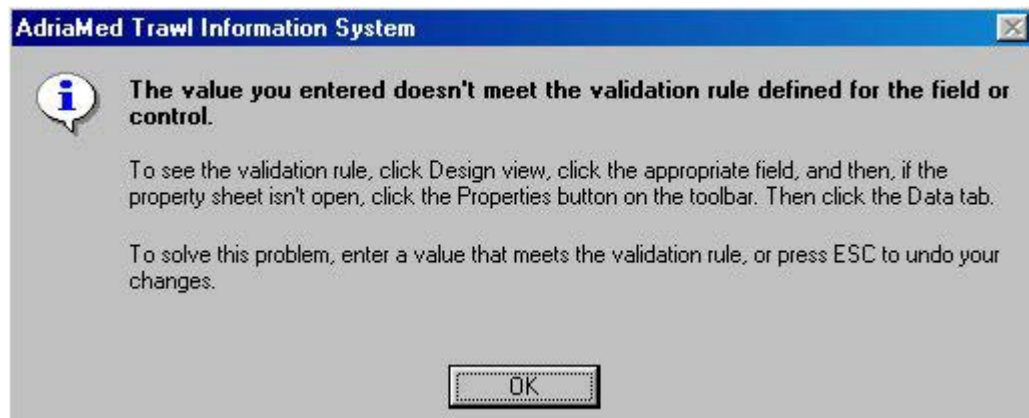 AdriaMed Trawl Information System
The value you entered doesn't meet the validation rule defined for the field or
control.
To see the validation rule, click Design view, click the appropriate field, and then, if the
property sheet isn't open, click the Properties button on the toolbar. Then click the Data tab.
To solve this problem, enter a value that meets the validation rule, or press ESC to undo your
changes.
OK